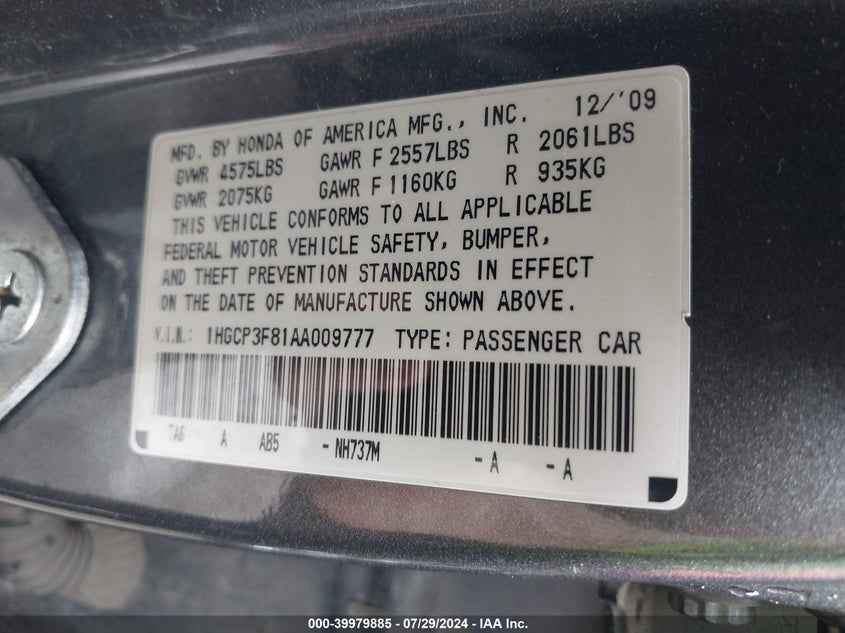 MFD. BY HONDA OF AMERICA MFG., INC. 12/'09
GVWR 4575LBS GAWR F 2557LBS R 2061LBS
GVWR 2075KG GAWR F 1160KG R 935KG
THIS VEHICLE CONFORMS TO ALL APPLICABLE
FEDERAL MOTOR VEHICLE SAFETY, BUMPER,
AND THEFT PREVENTION STANDARDS IN EFFECT
ON THE DATE OF MANUFACTURE SHOWN ABOVE.
V.I.N.: 1HGCP3F81AA009777 TYPE: PASSENGER CAR
TA6 A AB5 - NH737M - A - A
000-39979885 | 07/29/2024 | IAA Inc.